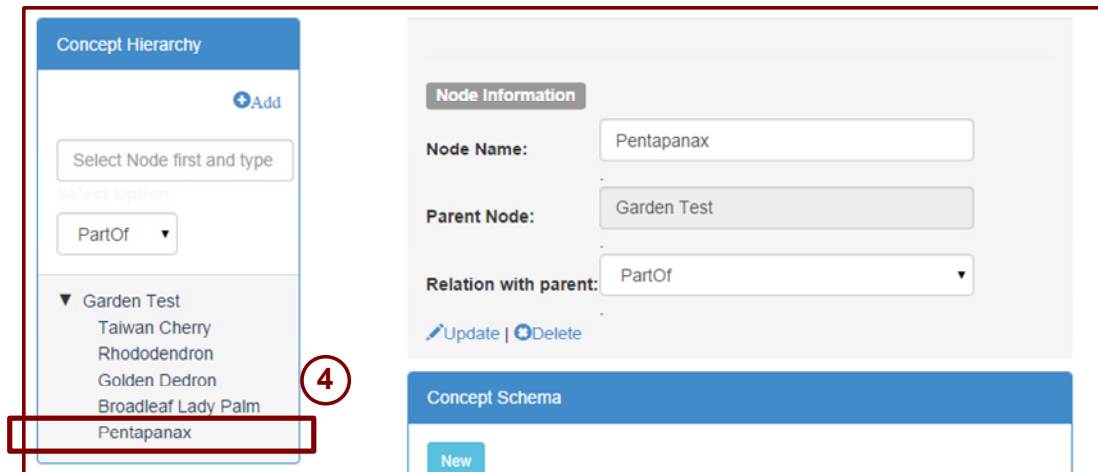 Concept Hierarchy
Add
Select Node first and type
Select Option
PartOf
▼ Garden Test
Taiwan Cherry
Rhododendron
Golden Dedron
Broadleaf Lady Palm
Pentapanax
4
Node Information
Node Name:
Pentapanax
.
Parent Node:
Garden Test
.
Relation with parent:
PartOf
.
Update | Delete
Concept Schema
New